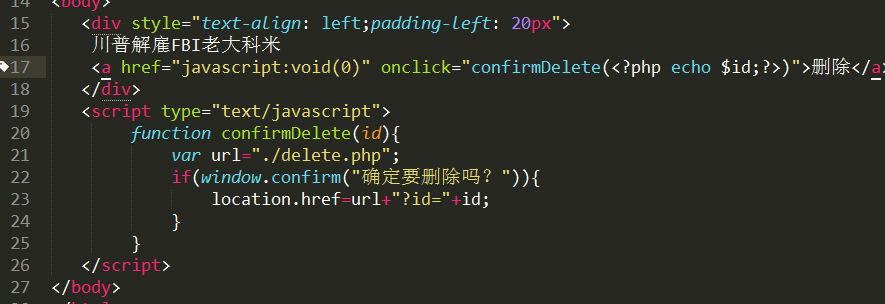 14 <body>
15 <div style="text-align: left;padding-left: 20px">
16 川普解雇FBI老大科米
17 <a href="javascript:void(0)" onclick="confirmDelete(<?php echo $id;?>)">删除</a>
18 </div>
19 <script type="text/javascript">
20 function confirmDelete(id){
21 var url="./delete.php";
22 if(window.confirm("确定要删除吗？")){
23 location.href=url+"?id="+id;
24 }
25 }
26 </script>
27 </body>